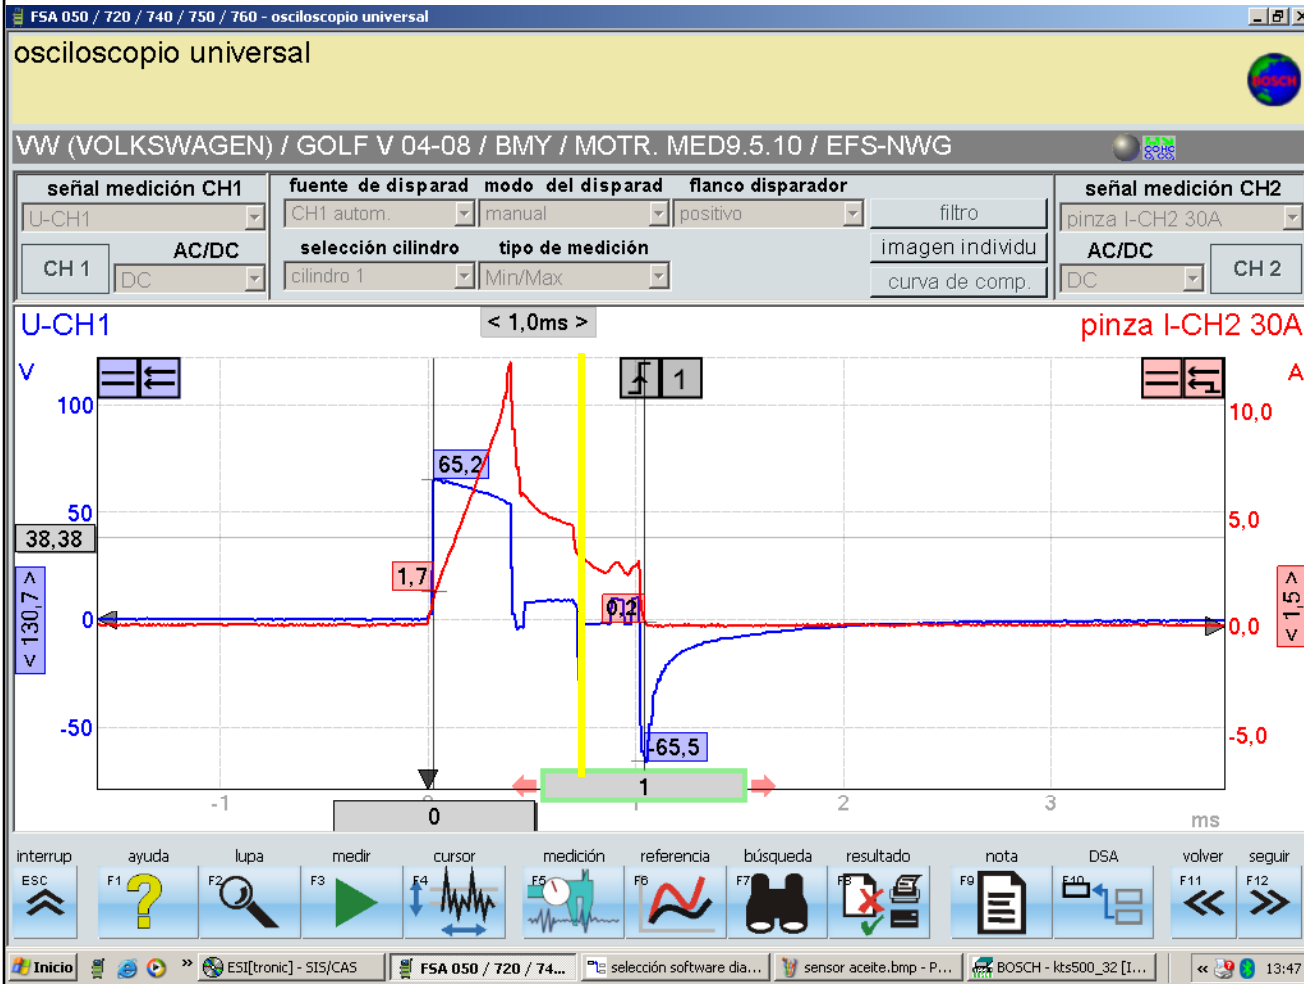 FSA 050 / 720 / 740 / 750 / 760 - osciloscopio universal
osciloscopio universal
BOSCH
VW (VOLKSWAGEN) / GOLF V 04-08 / BMY / MOTR. MED9.5.10 / EFS-NWG
señal medición CH1
fuente de disparad
modo del disparad
flanco disparador
señal medición CH2
U-CH1
CH1 autom.
manual
positivo
filtro
pinza I-CH2 30A
AC/DC
selección cilindro
tipo de medición
imagen individu
AC/DC
CH 1
DC
cilindro 1
Min/Max
curva de comp.
DC
CH 2
U-CH1
< 1,0ms >
pinza I-CH2 30A
V
1
A
100
10,0
65,2
50
5,0
38,38
1,7
0,2
< 130,7 >
< 1,5 >
0
0,0
-50
-65,5
-5,0
1
-1
0
2
3
ms
interrup
ayuda
lupa
medir
cursor
medición
referencia
búsqueda
resultado
nota
DSA
volver
seguir
ESC
F1
F2
F3
F4
F5
F6
F7
F8
F9
F10
F11
F12
Inicio
ESI[tronic] - SIS/CAS
FSA 050 / 720 / 74...
selección software dia...
sensor aceite.bmp - P...
BOSCH - kts500_32 [I...
13:47